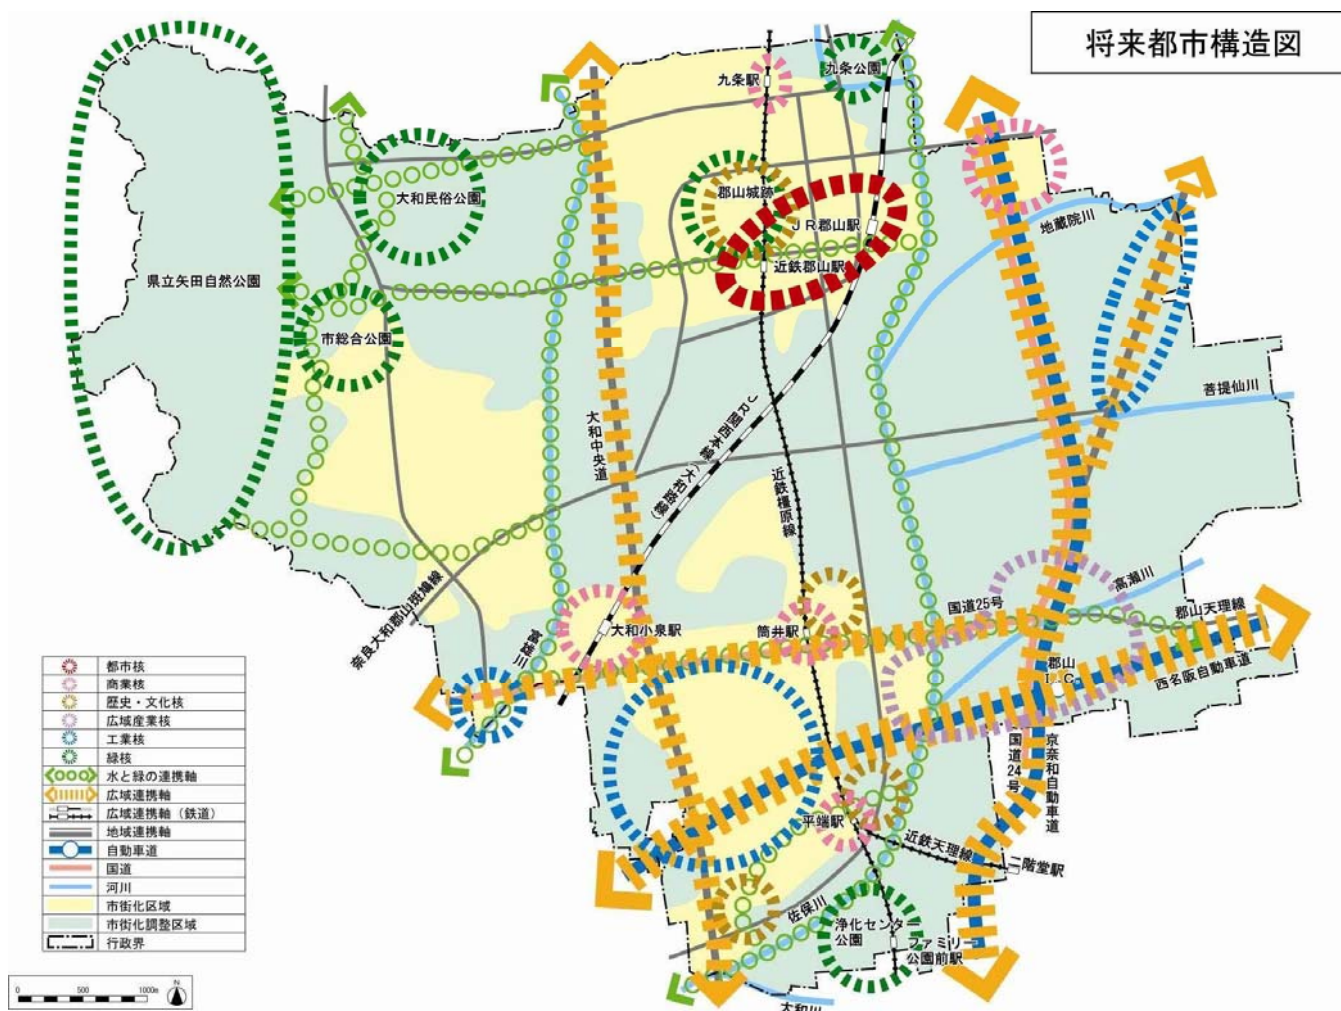 将来都市構造図
九条駅
九条公園
大和民俗公園
郡山城跡
JR郡山駅
近鉄郡山駅
地蔵院川
県立矢田自然公園
市総合公園
菩提仙川
大和中央道
JR関西本線(大和路線)
近鉄橿原線
奈良大和郡山斑鳩線
富雄川
大和小泉駅
筒井駅
国道25号
高瀬川
郡山天理線
郡山
I.C
西名阪自動車道
国道24号
京奈和自動車道
平端駅
近鉄天理線
二階堂駅
佐保川
浄化センター
公園
ファミリー
公園前駅
大和川
都市核
商業核
歴史・文化核
広域産業核
工業核
緑核
水と緑の連携軸
広域連携軸
広域連携軸(鉄道)
地域連携軸
自動車道
国道
河川
市街化区域
市街化調整区域
行政界
0 500 1000m
N